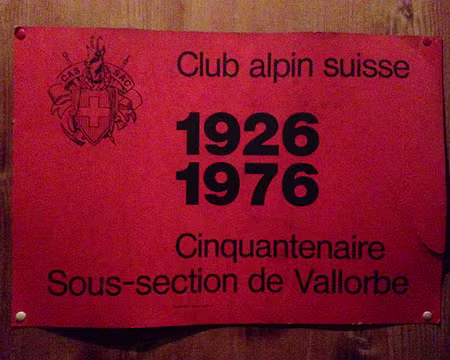 CAS SAC
Club alpin suisse
1926
1976
Cinquantenaire
Sous-section de Vallorbe